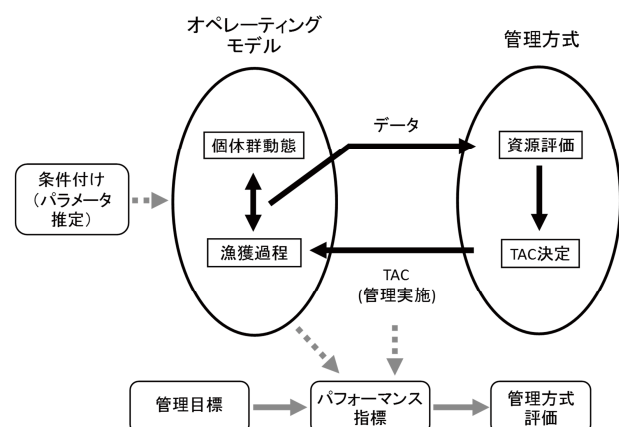 オペレーティング
モデル
管理方式
データ
個体群動態
資源評価
条件付け
(パラメータ
推定)
漁獲過程
TAC決定
TAC
(管理実施)
管理目標
パフォーマンス
指標
管理方式
評価